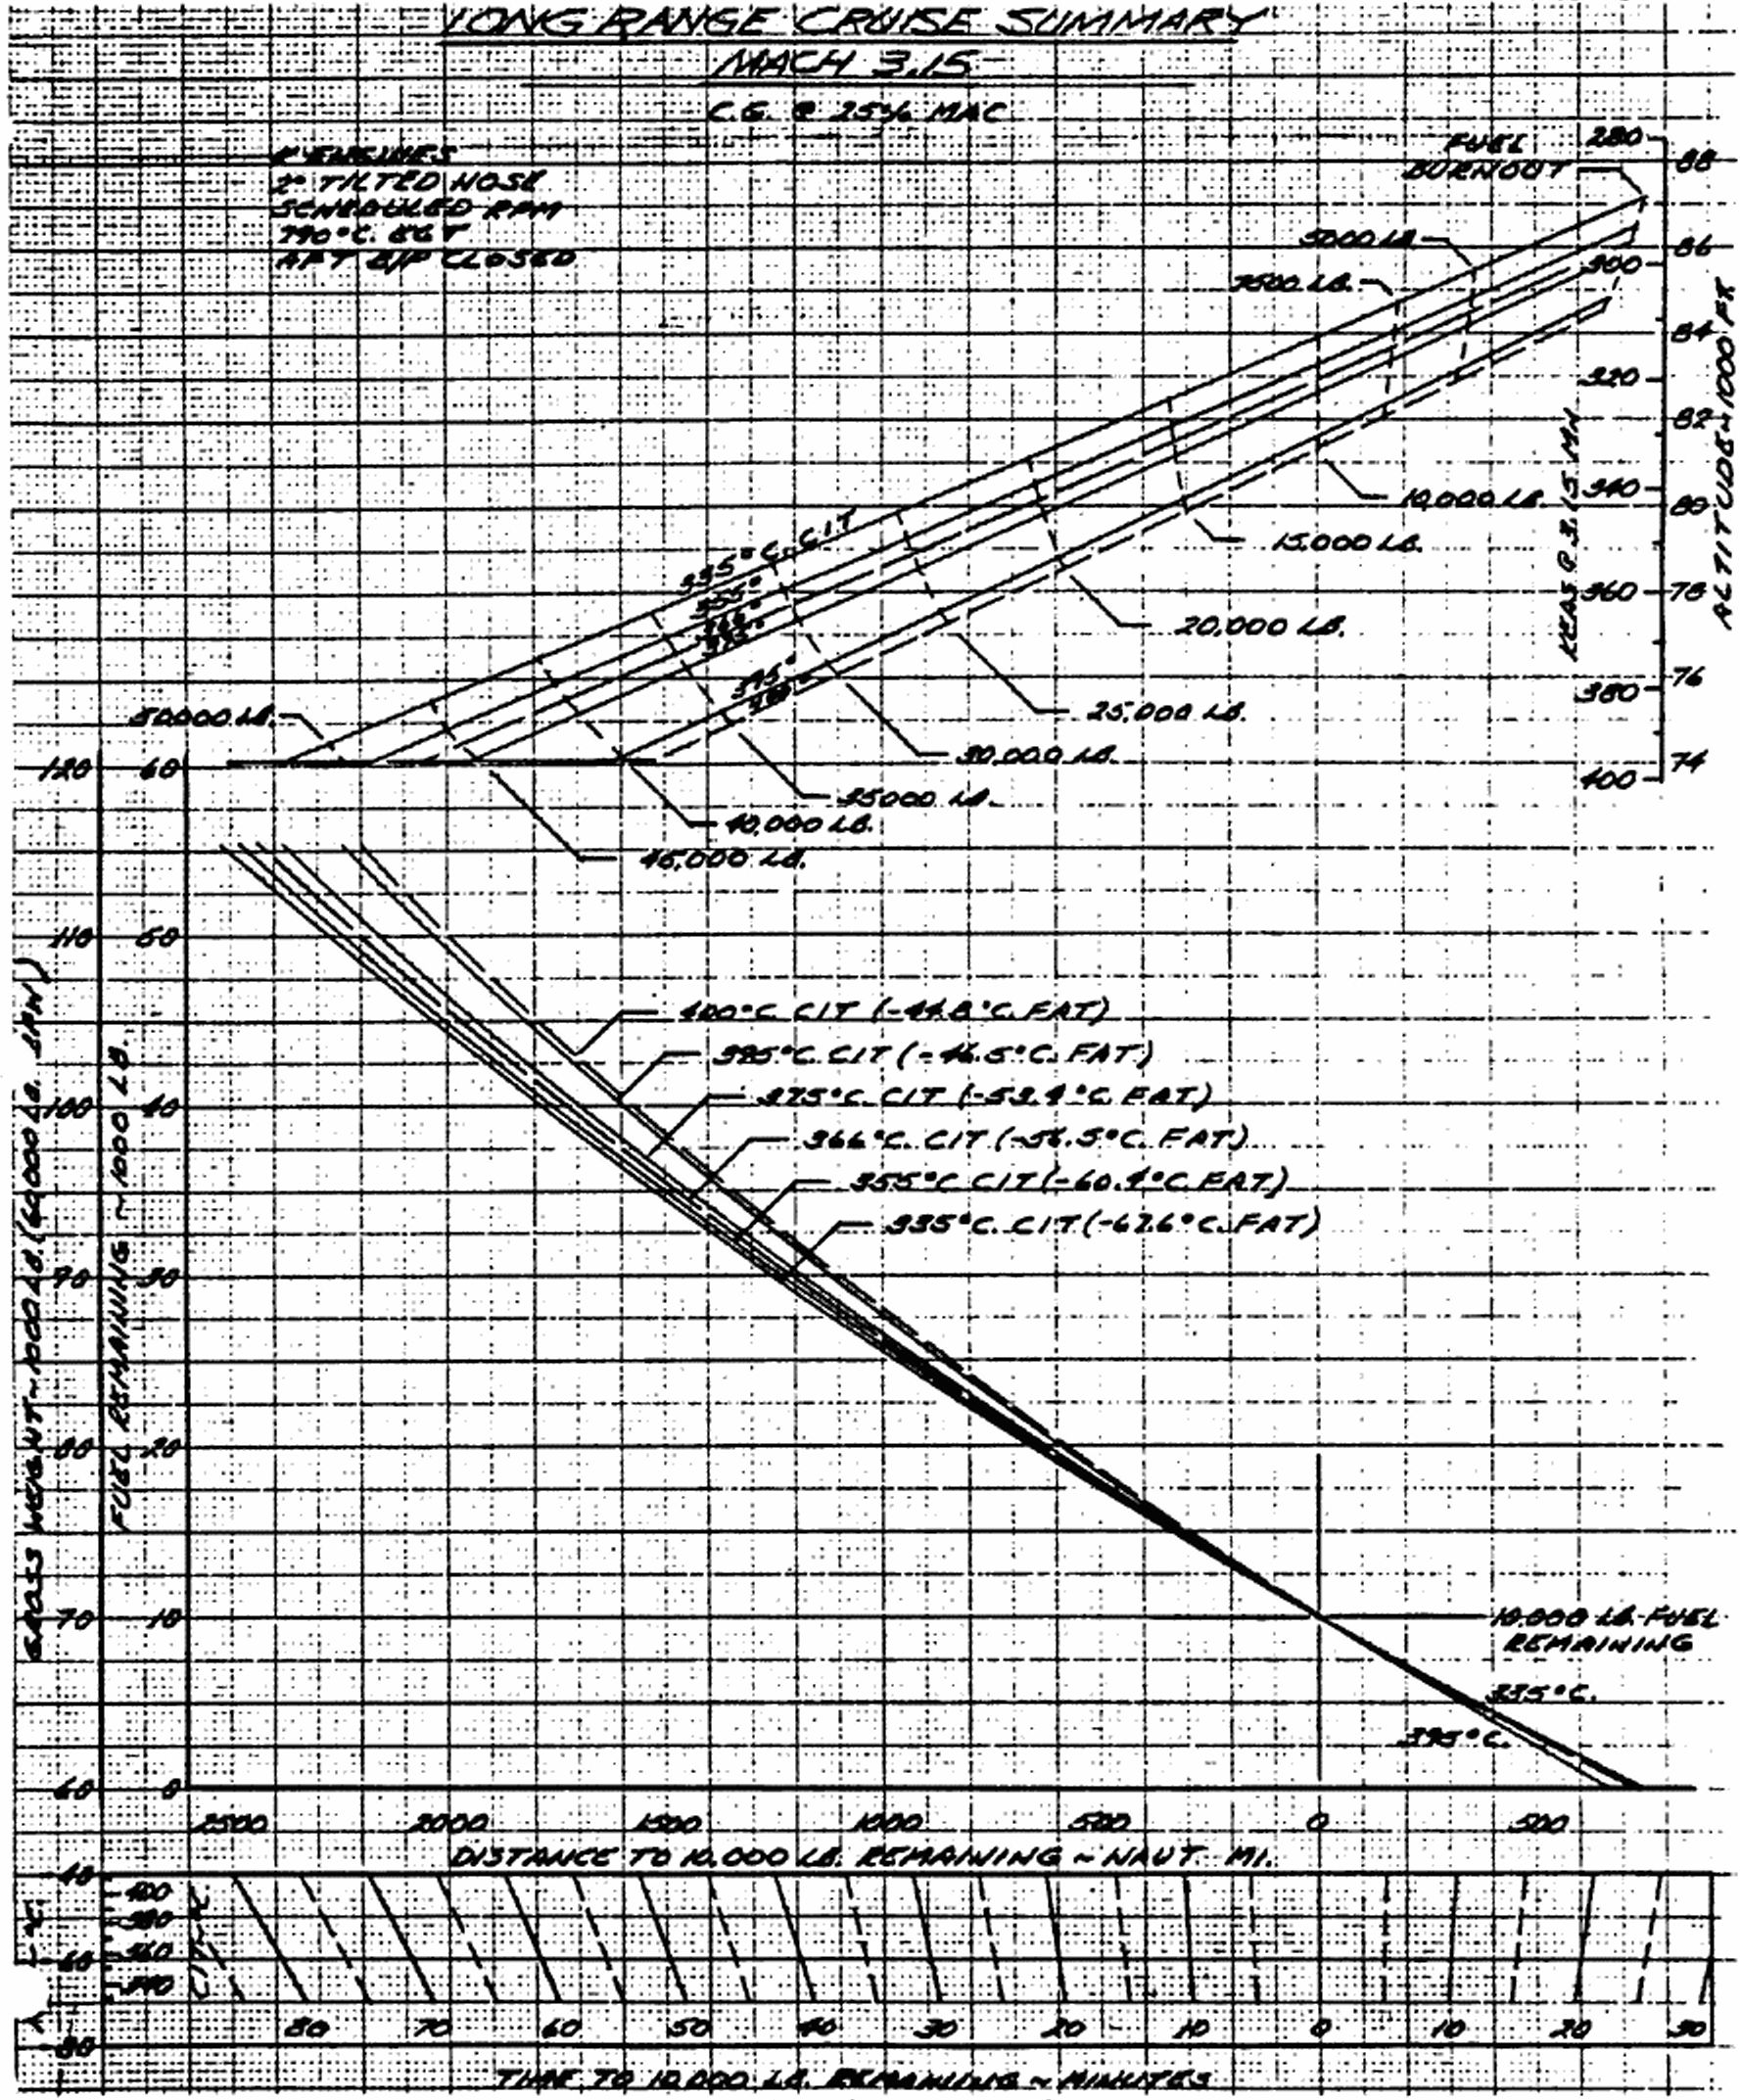 LONG RANGE CRUISE SUMMARY
MACH 3.15
C.G. @ 25% MAC
2 ENGINES
2° TILTED NOSE
SCHEDULED RPM
790°C. EGT
AFT B/P CLOSED
FUEL
BURNOUT
5000 LB.
7500 LB.
10,000 LB.
15,000 LB.
20,000 LB.
25,000 LB.
30,000 LB.
35000 LB.
40,000 LB.
45,000 LB.
50,000 LB.
335°C. CIT
355°
366°
375°
395°
400°
280
300
320
340
360
380
400
KEAS @ 3.15 MN
88
86
84
82
80
78
76
74
ALTITUDE~1000 FT
120 60
110 50
100 40
90 30
80 20
70 10
60 0
GROSS WEIGHT~1000 LB. (60,000 LB. ZFW)
FUEL REMAINING ~ 1000 LB.
400°C CIT (-44.8°C. FAT)
395°C. CIT (-46.5°C. FAT)
375°C. CIT (-53.4°C. FAT)
366°C. CIT (-56.5°C. FAT)
355°C CIT (-60.4°C FAT)
335°C. CIT (-67.6°C. FAT)
10,000 LB. FUEL
REMAINING
335°C.
395°C.
2500 2000 1500 1000 500 0 500
DISTANCE TO 10,000 LB. REMAINING ~ NAUT. MI.
-40
-60
-80
400
380
360
340
CIT~°C
80 70 60 50 40 30 20 10 0 10 20 30
TIME TO 10,000 LB. REMAINING ~ MINUTES